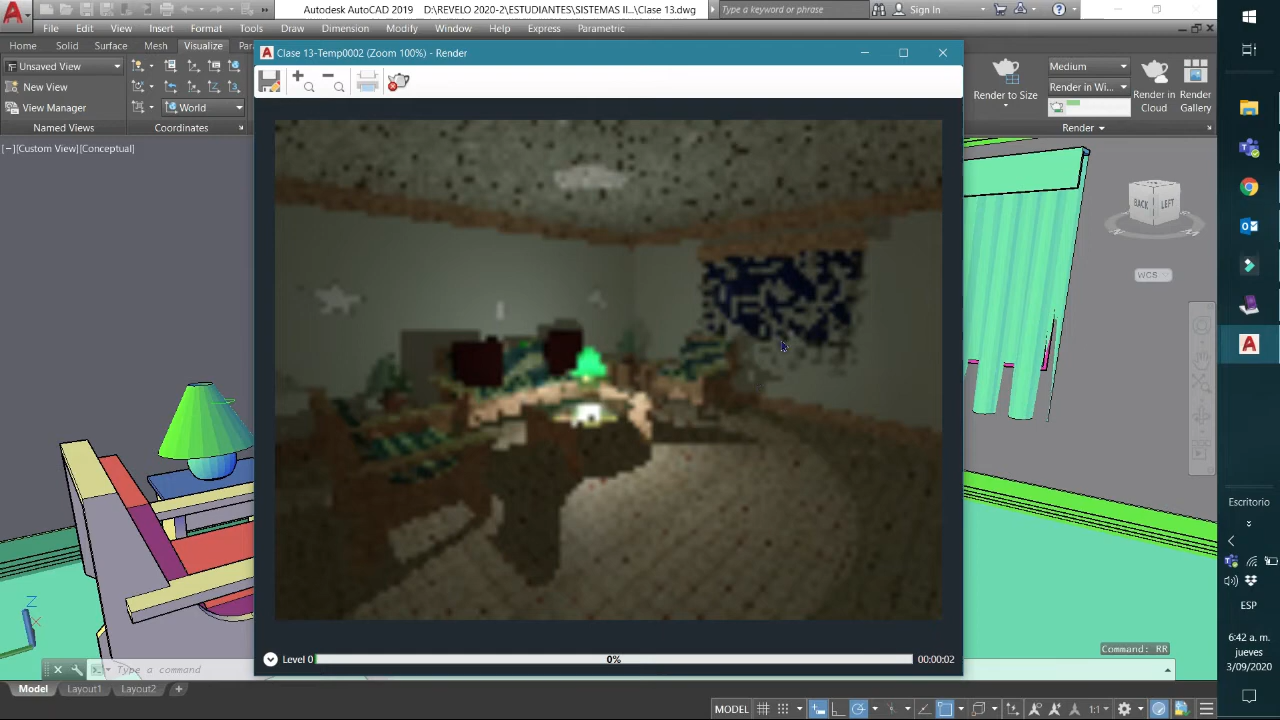 Autodesk AutoCAD 2019 D:\REVELO 2020-2\ESTUDIANTES\SISTEMAS II...\Clase 13.dwg
Type a keyword or phrase
Sign In
File Edit View Insert Format Tools Draw Dimension Modify Window Help Express Parametric
Home Solid Surface Mesh Visualize Pa
Clase 13-Temp0002 (Zoom 100%) - Render
Unsaved View
New View
View Manager
Named Views
World
Coordinates
Render to Size
Medium
Render in Wi...
Render in Cloud
Render Gallery
Render
[−][Custom View][Conceptual]
BACK LEFT
WCS
Z
X
Level 0
0%
00:00:02
Type a command
Command: RR
Model Layout1 Layout2 +
MODEL
1:1
Escritorio
ESP
6:42 a. m.
jueves
3/09/2020